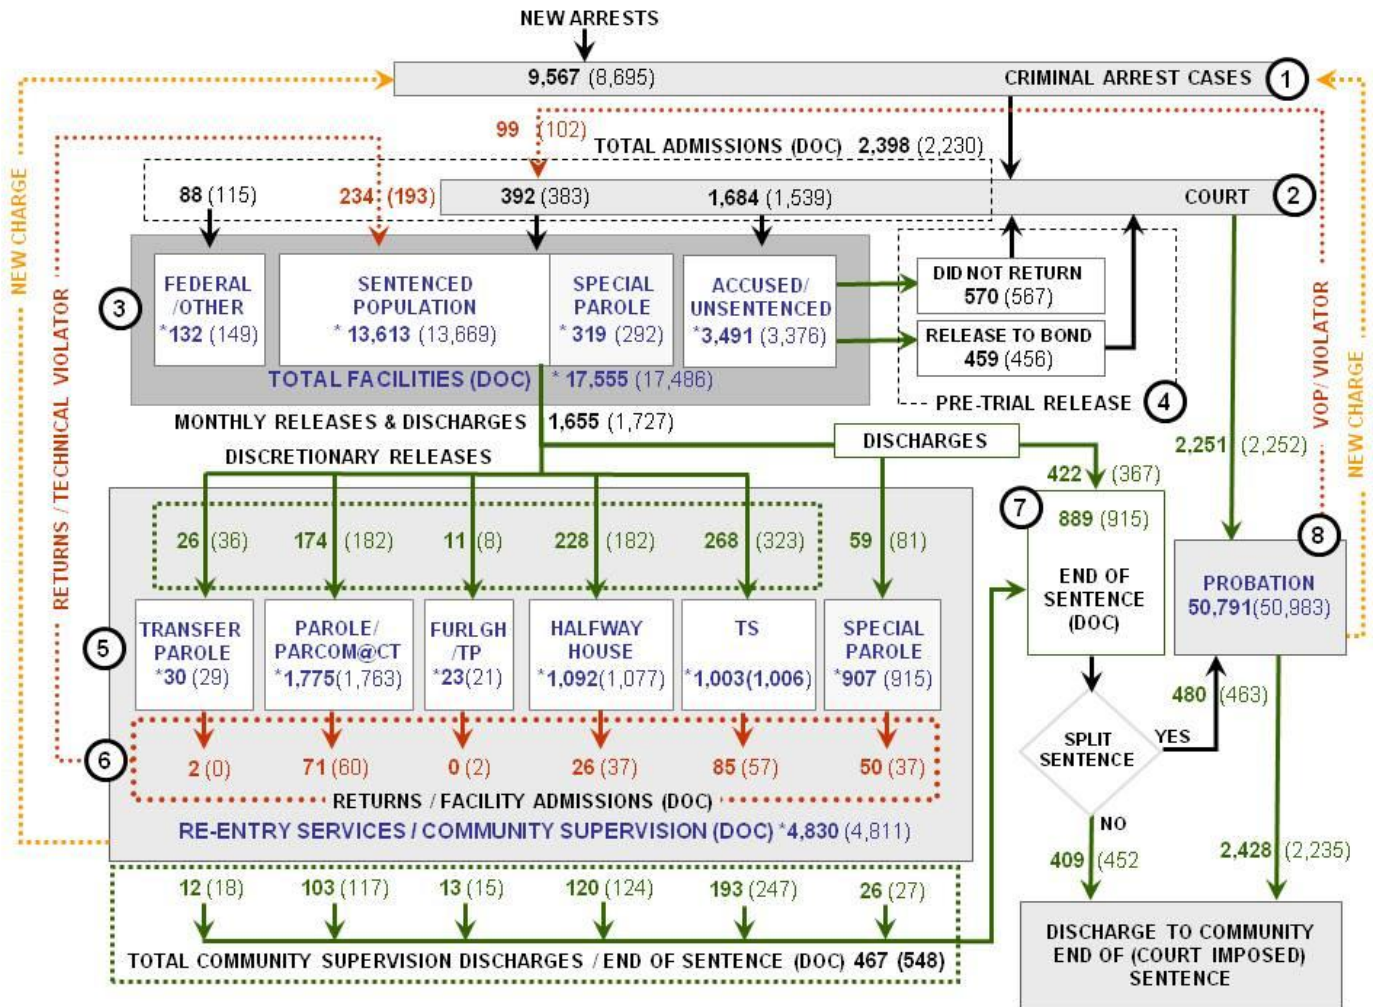 NEW ARRESTS
9,567 (8,695)
CRIMINAL ARREST CASES
1
99 (102)
TOTAL ADMISSIONS (DOC) 2,398 (2,230)
88 (115)
234 (193)
392 (383)
1,684 (1,539)
COURT
2
NEW CHARGE
RETURNS / TECHNICAL VIOLATOR
3
FEDERAL
/OTHER
*132 (149)
SENTENCED
POPULATION
* 13,613 (13,669)
SPECIAL
PAROLE
* 319 (292)
ACCUSED/
UNSENTENCED
*3,491 (3,376)
TOTAL FACILITIES (DOC) * 17,555 (17,486)
DID NOT RETURN
570 (567)
RELEASE TO BOND
459 (456)
PRE-TRIAL RELEASE
4
VOP/ VIOLATOR
NEW CHARGE
MONTHLY RELEASES & DISCHARGES 1,655 (1,727)
DISCRETIONARY RELEASES
DISCHARGES
2,251 (2,252)
422 (367)
26 (36)
174 (182)
11 (8)
228 (182)
268 (323)
59 (81)
7
889 (915)
END OF
SENTENCE
(DOC)
8
PROBATION
50,791(50,983)
5
TRANSFER
PAROLE
*30 (29)
PAROLE/
PARCOM@CT
*1,775(1,763)
FURLGH
/TP
*23(21)
HALFWAY
HOUSE
*1,092(1,077)
TS
*1,003(1,006)
SPECIAL
PAROLE
*907 (915)
480 (463)
6
2 (0)
71 (60)
0 (2)
26 (37)
85 (57)
50 (37)
RETURNS / FACILITY ADMISSIONS (DOC)
RE-ENTRY SERVICES / COMMUNITY SUPERVISION (DOC) *4,830 (4,811)
SPLIT
SENTENCE
YES
NO
409 (452
2,428 (2,235)
12 (18)
103 (117)
13 (15)
120 (124)
193 (247)
26 (27)
TOTAL COMMUNITY SUPERVISION DISCHARGES / END OF SENTENCE (DOC) 467 (548)
DISCHARGE TO COMMUNITY
END OF (COURT IMPOSED)
SENTENCE